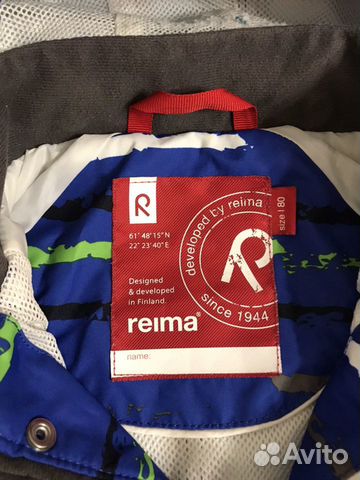 R
61° 48' 15" N
22° 23' 40" E
Designed
& developed
in Finland.
reima®
name:
developed by reima
R
since 1944
size | 80
Avito